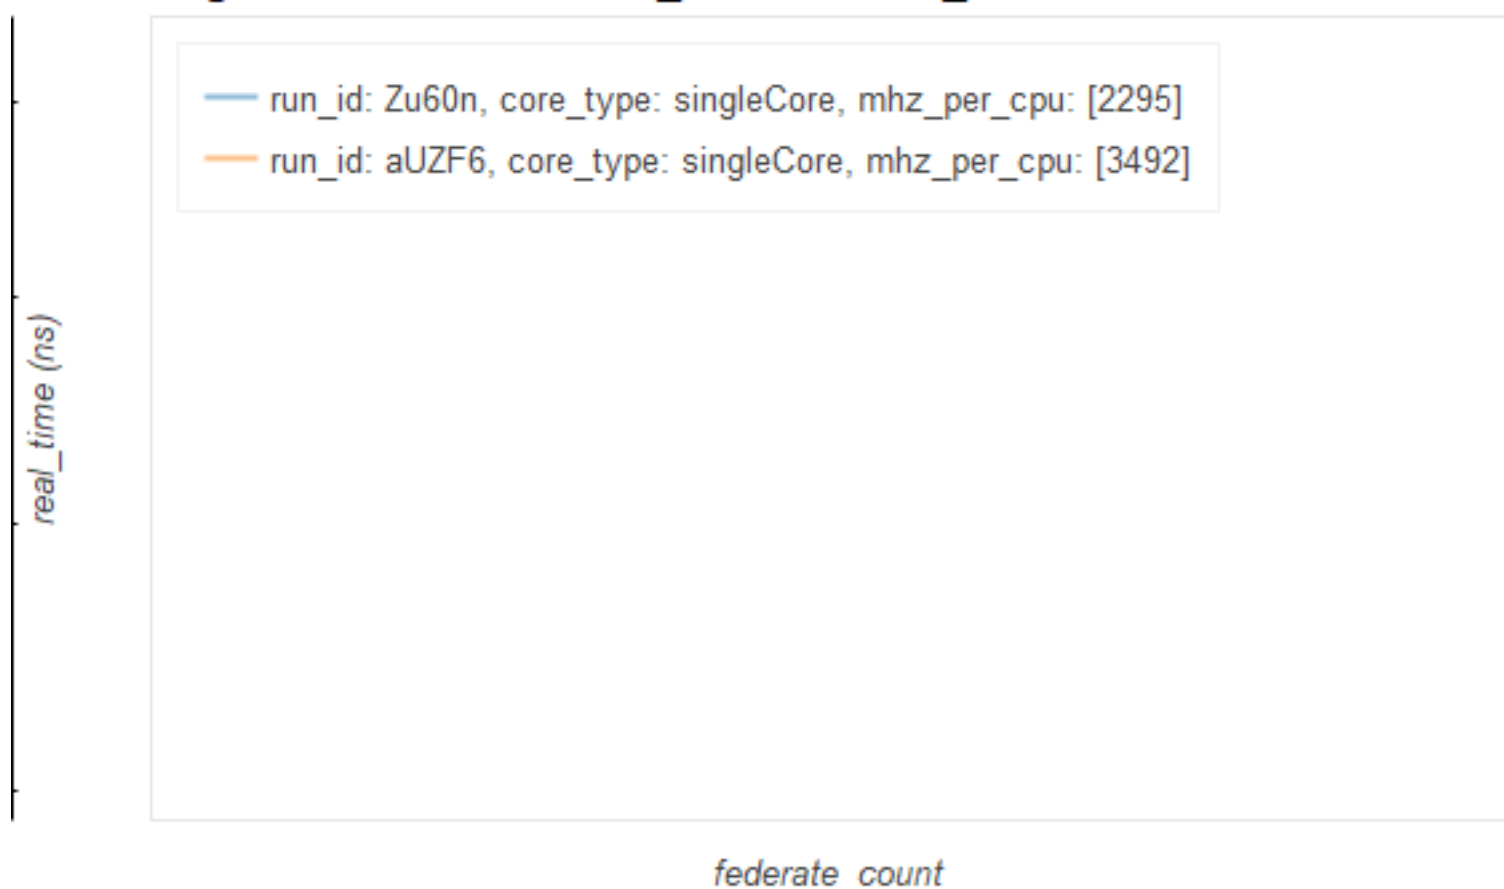 run_id: Zu60n, core_type: singleCore, mhz_per_cpu: [2295]
run_id: aUZF6, core_type: singleCore, mhz_per_cpu: [3492]
real_time (ns)
federate_count